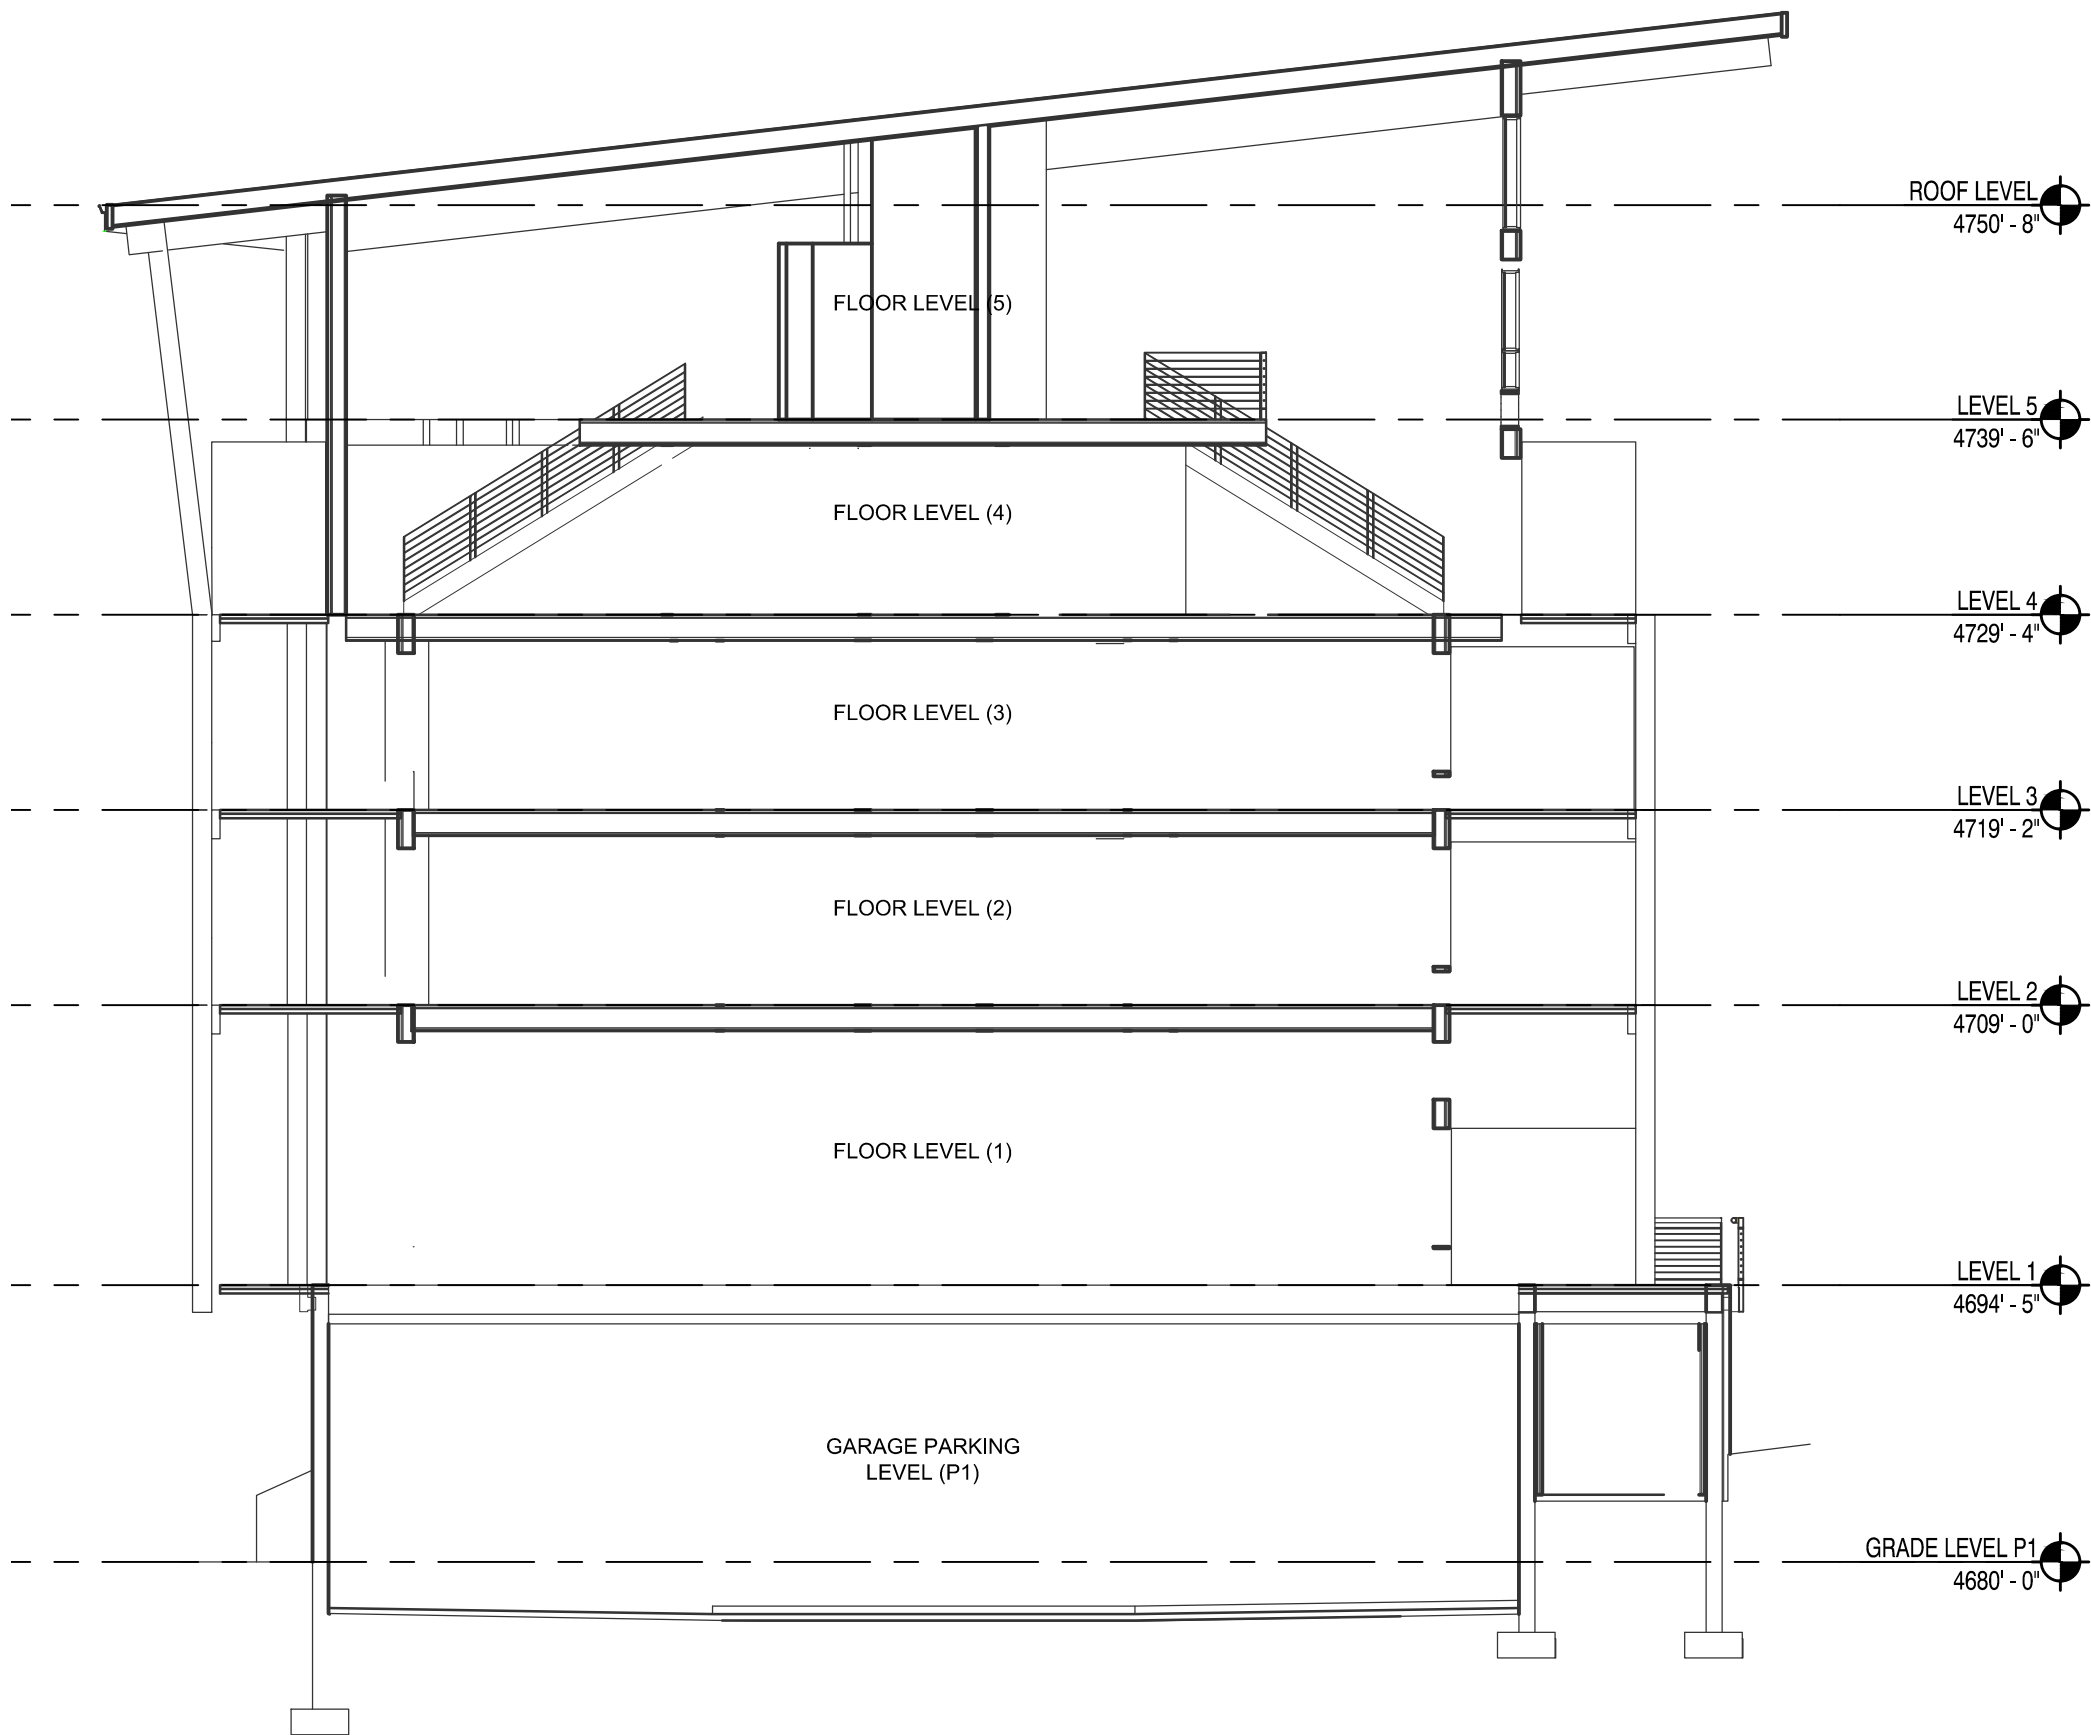 ROOF LEVEL
4750' - 8"
FLOOR LEVEL (5)
LEVEL 5
4739' - 6"
FLOOR LEVEL (4)
LEVEL 4
4729' - 4"
FLOOR LEVEL (3)
LEVEL 3
4719' - 2"
FLOOR LEVEL (2)
LEVEL 2
4709' - 0"
FLOOR LEVEL (1)
LEVEL 1
4694' - 5"
GARAGE PARKING
LEVEL (P1)
GRADE LEVEL P1
4680' - 0"